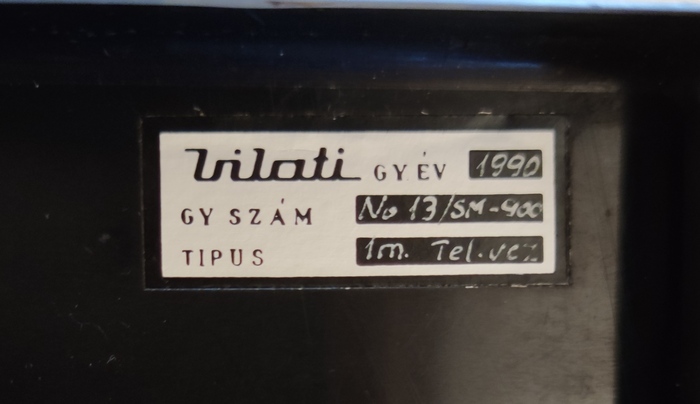 Vilati GY ÉV 1990
GY SZÁM No 13/SM-900
TIPUS 1m. Tel.vez